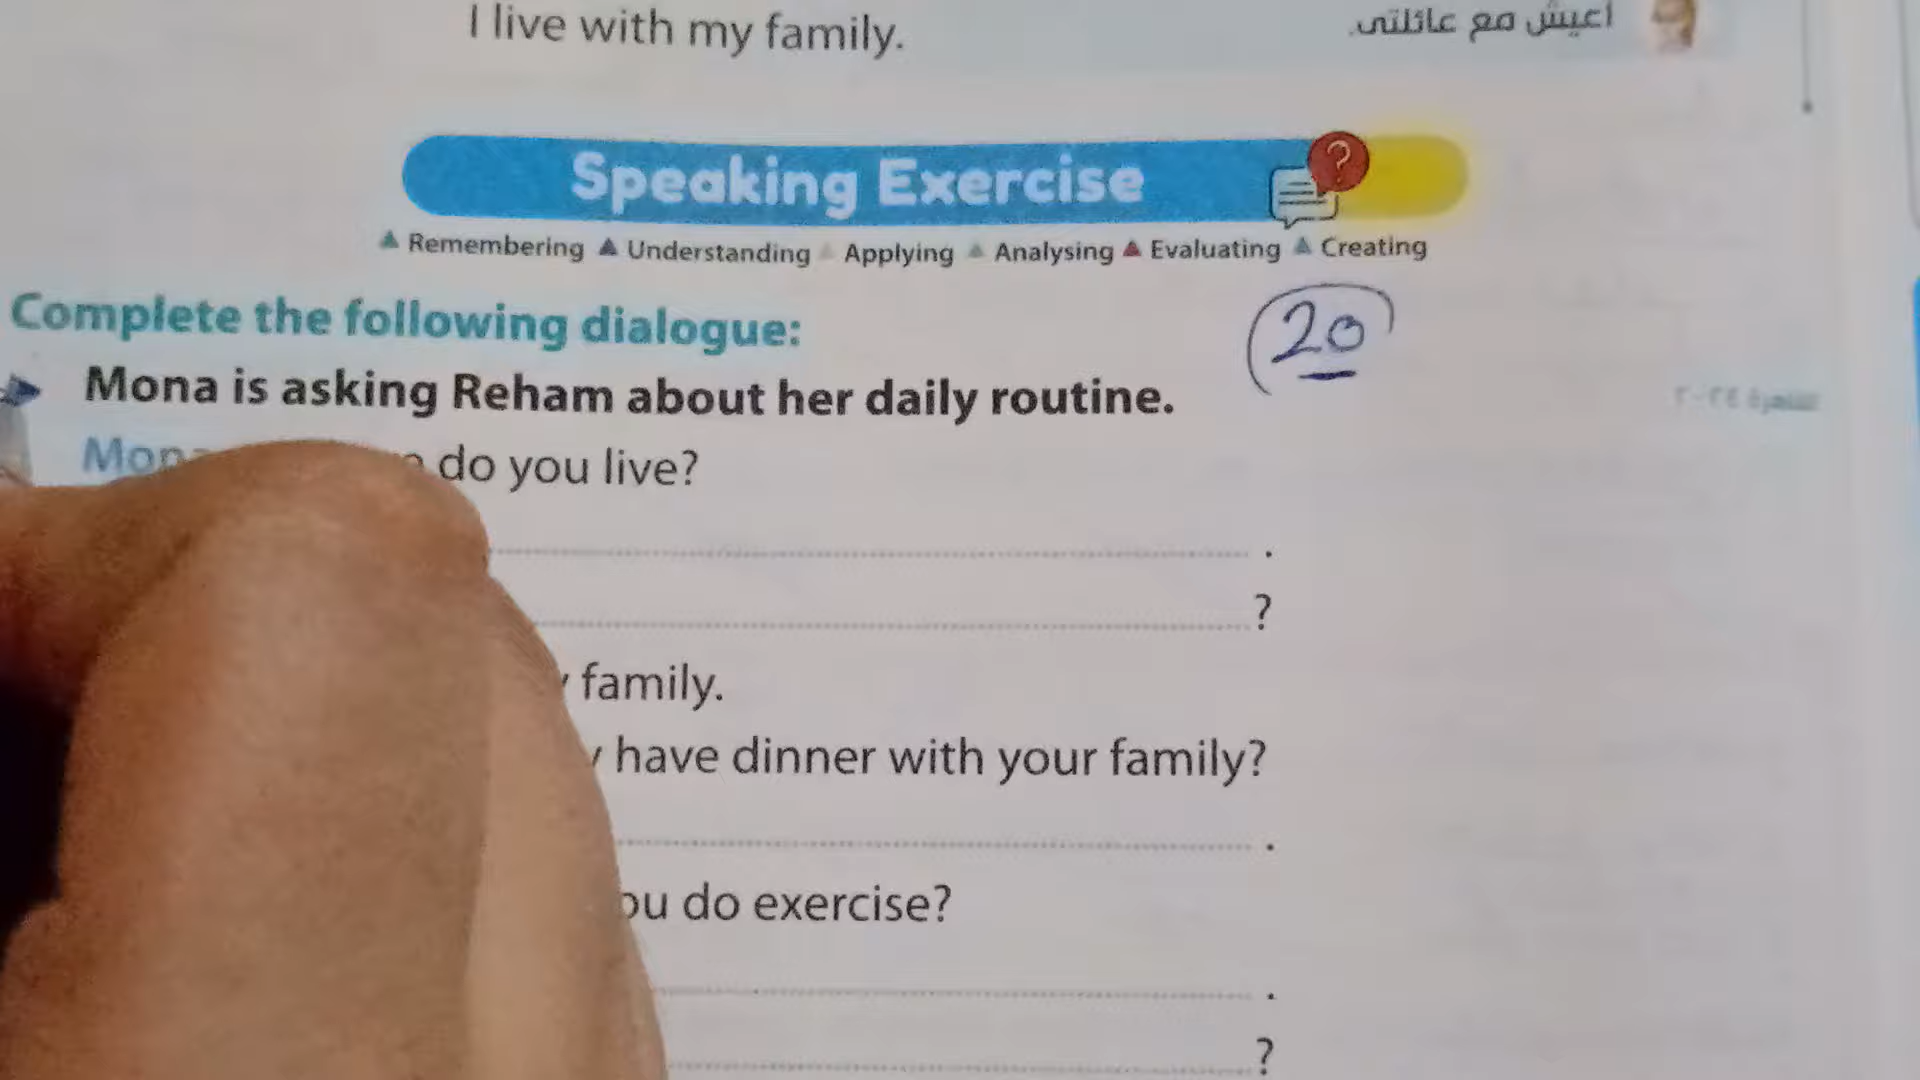 I live with my family.
أعيش مع عائلتى.
Speaking Exercise
?
Remembering Understanding Applying Analysing Evaluating Creating
Complete the following dialogue:
20
Mona is asking Reham about her daily routine.
do you live?
.
?
family.
have dinner with your family?
.
do exercise?
.
?